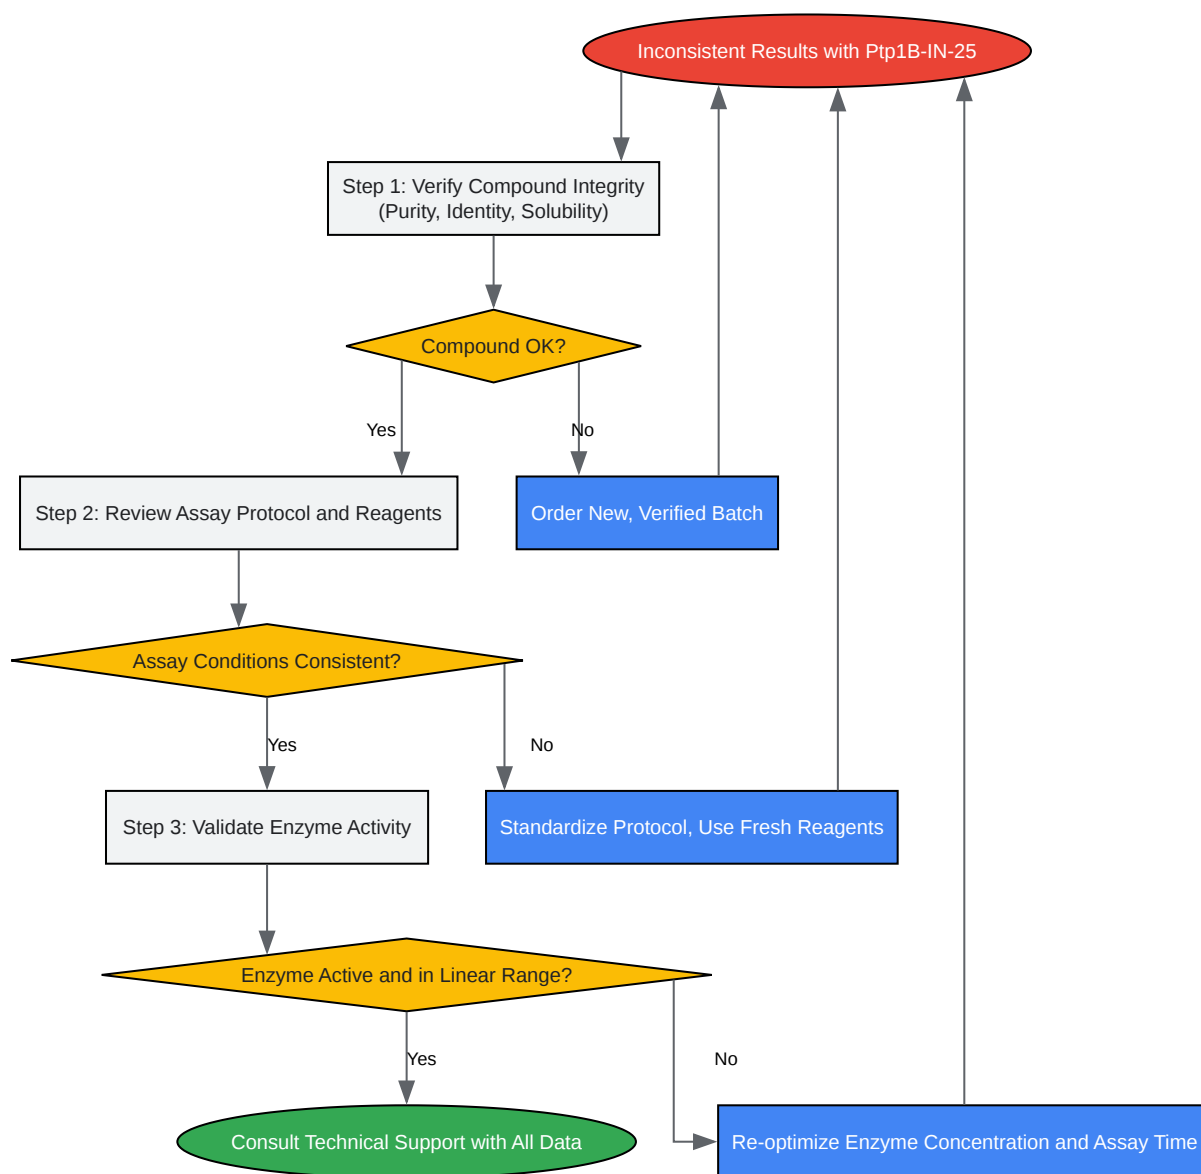 Inconsistent Results with Ptp1B-IN-25
Step 1: Verify Compound Integrity
(Purity, Identity, Solubility)
Compound OK?
Yes
No
Step 2: Review Assay Protocol and Reagents
Order New, Verified Batch
Assay Conditions Consistent?
Yes
No
Step 3: Validate Enzyme Activity
Standardize Protocol, Use Fresh Reagents
Enzyme Active and in Linear Range?
Yes
No
Consult Technical Support with All Data
Re-optimize Enzyme Concentration and Assay Time